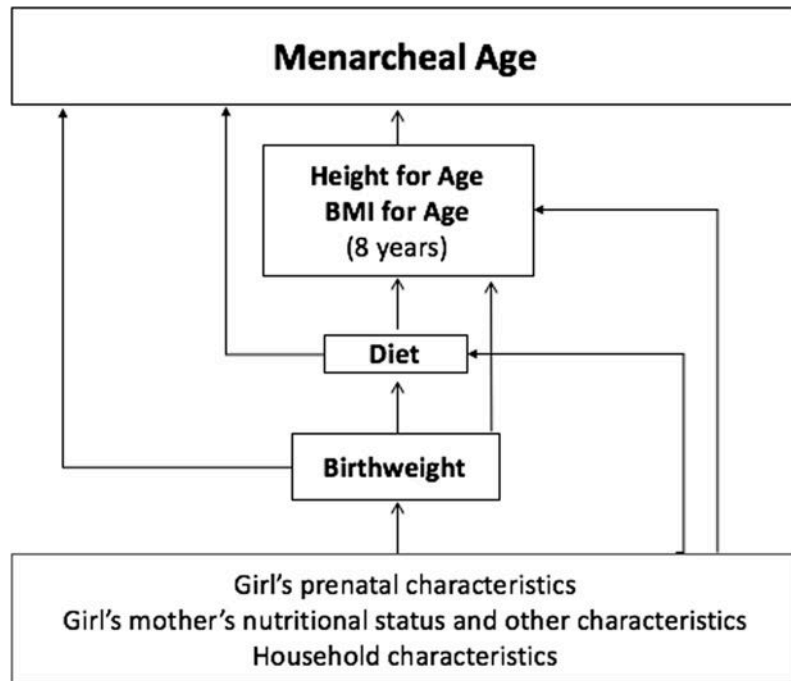 Menarcheal Age
Height for Age
BMI for Age
(8 years)
Diet
Birthweight
Girl's prenatal characteristics
Girl's mother's nutritional status and other characteristics
Household characteristics